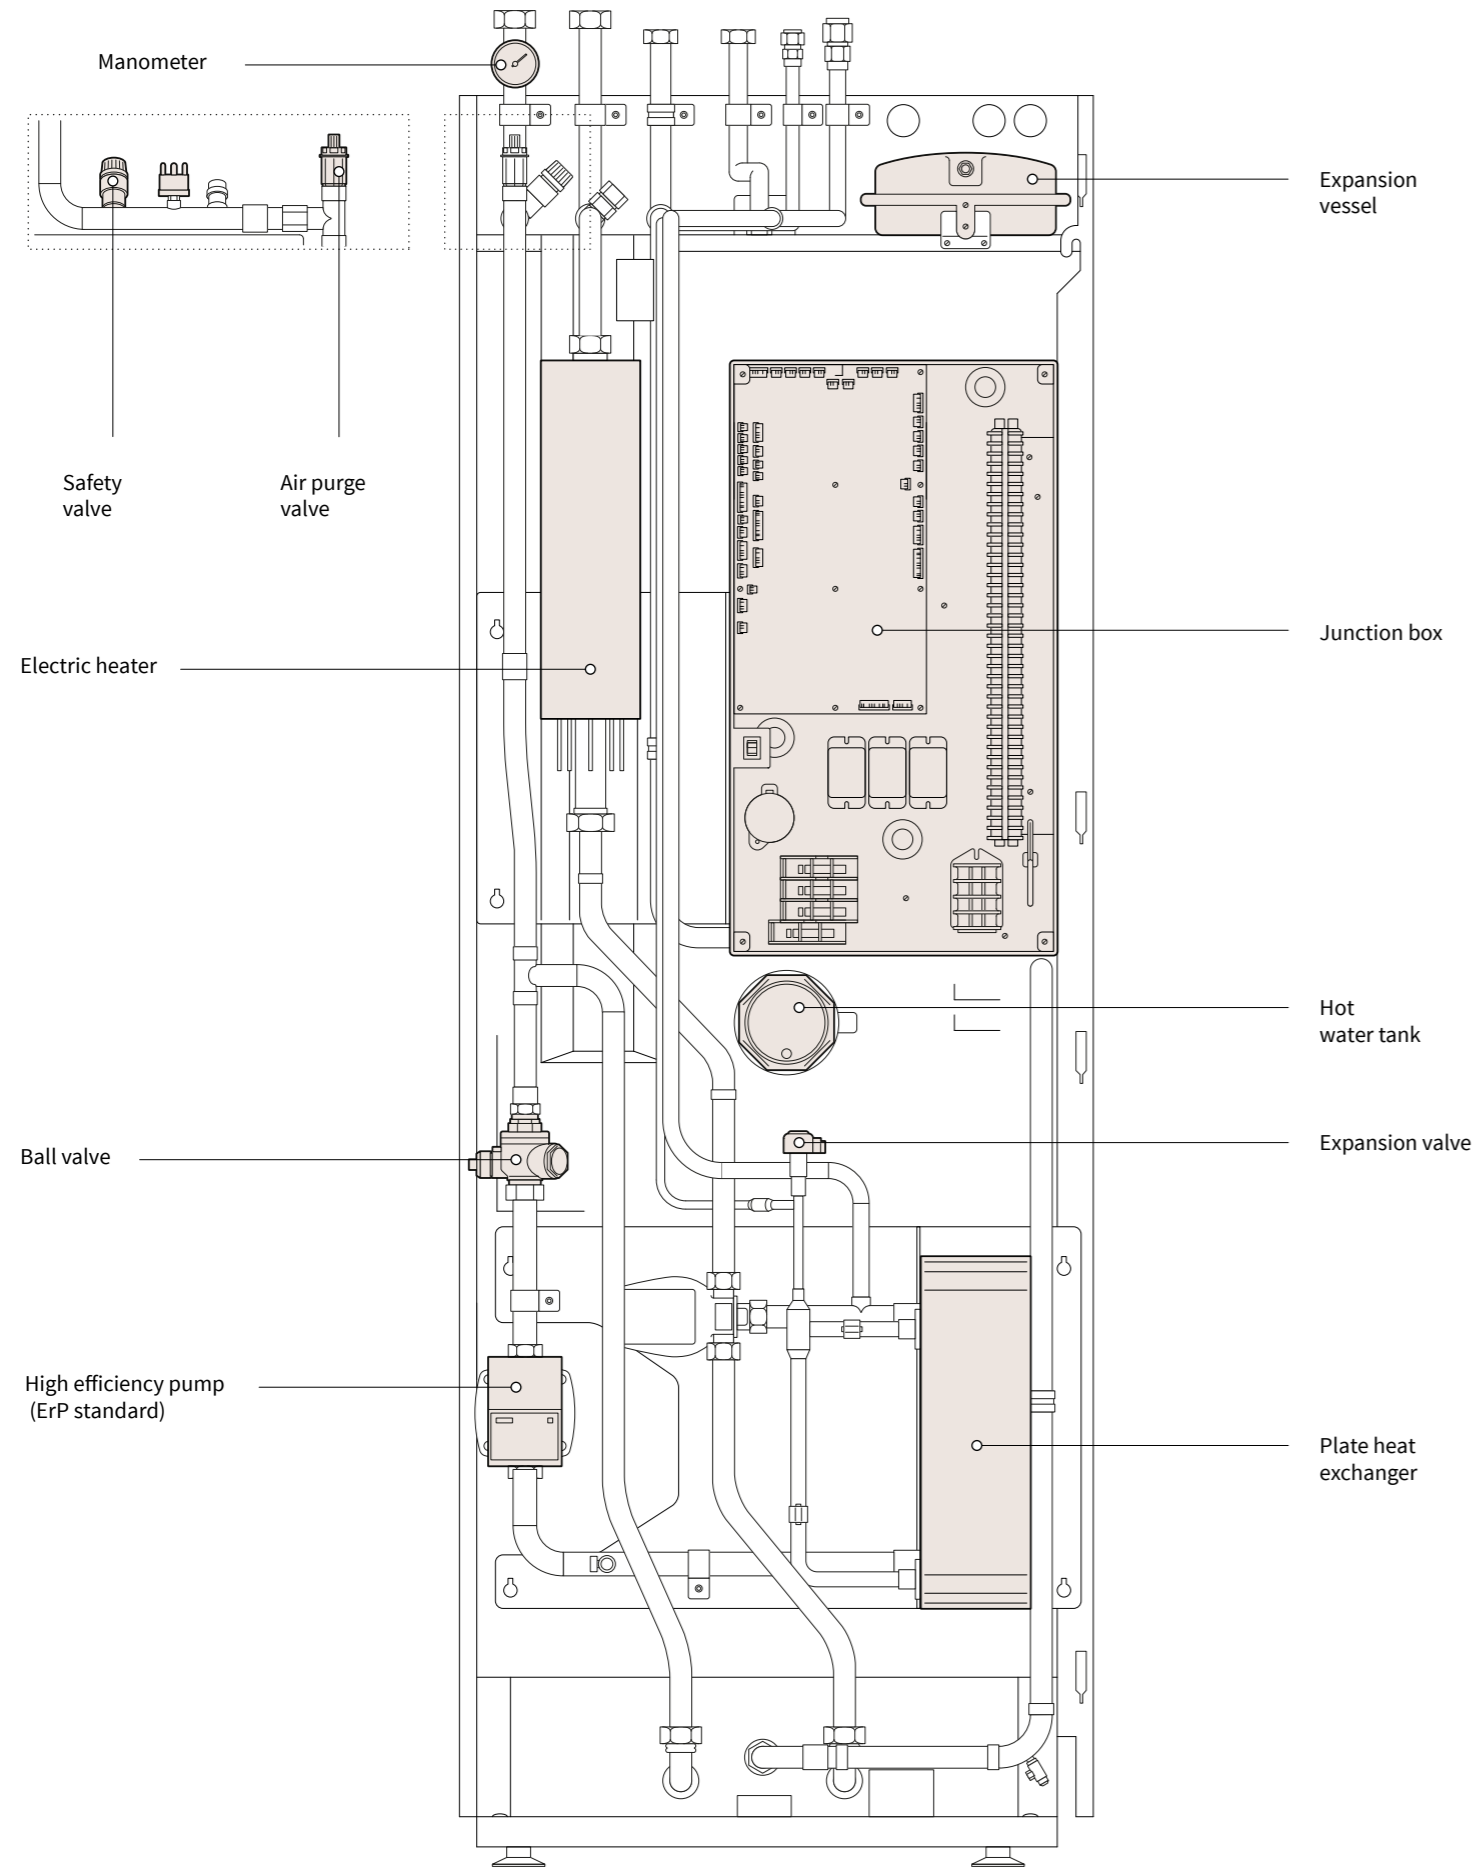 Manometer
Expansion
vessel
Safety
valve
Air purge
valve
Junction box
Electric heater
Hot
water tank
Expansion valve
Ball valve
High efficiency pump
(ErP standard)
Plate heat
exchanger